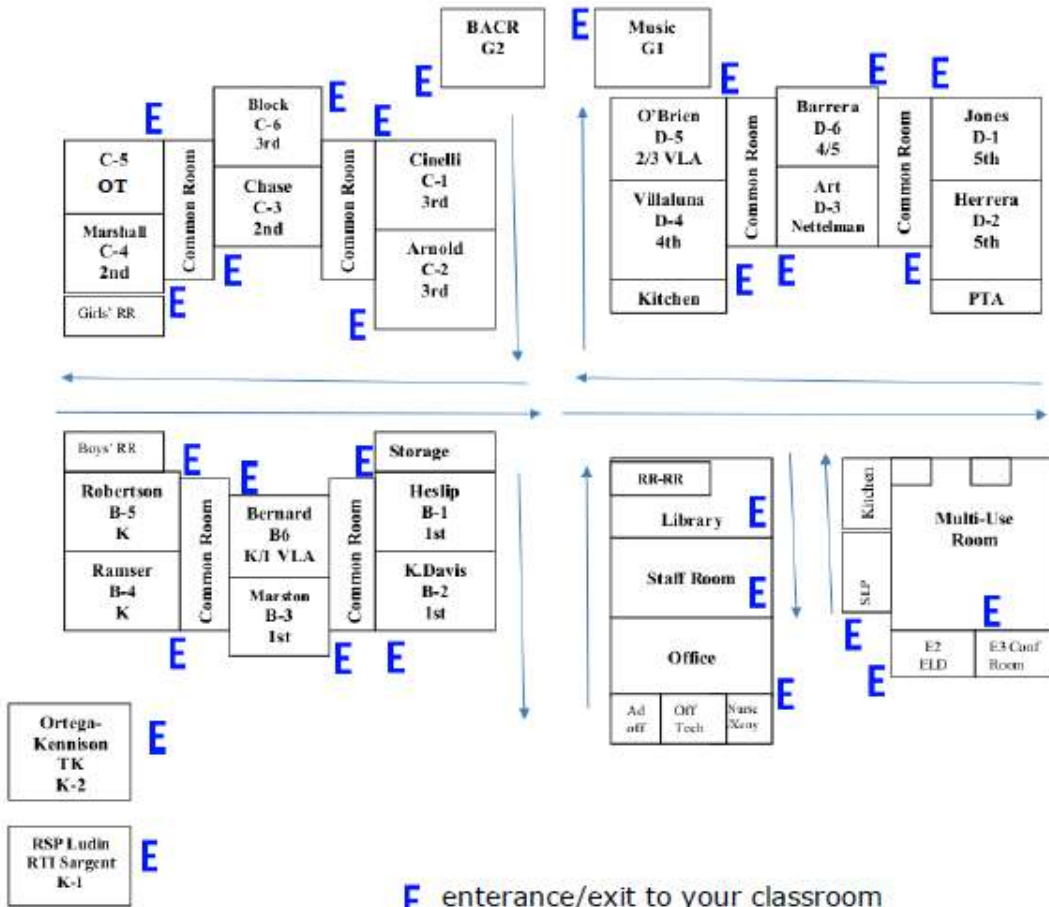 BACR
G2
E
E
Music
G1
E
Block
C-6
3rd
E
E
C-5
OT
Common Room
Chase
C-3
2nd
Common Room
Cinelli
C-1
3rd
Marshall
C-4
2nd
E
Arnold
C-2
3rd
Girls' RR
E
E
E
E
E
O'Brien
D-5
2/3 VLA
Common Room
Barrera
D-6
4/5
Common Room
Jones
D-1
5th
Villaluna
D-4
4th
Art
D-3
Nettelman
Herrera
D-2
5th
Kitchen
E
E
E
PTA
Boys' RR
E
E
E
Storage
Robertson
B-5
K
Common Room
Bernard
B6
K/1 VLA
Common Room
Heslip
B-1
1st
Ramser
B-4
K
Marston
B-3
1st
K.Davis
B-2
1st
E
E
E
RR-RR
Library
E
Staff Room
E
Office
E
Ad
off
Off
Tech
Nurse
Kitchen
Multi-Use
Room
SLP
E
E
E
E2
ELD
E3 Conf
Room
Ortega-
Kennison
TK
K-2
E
RSP Ludin
RTI Sargent
K-1
E
E enterance/exit to your classroom